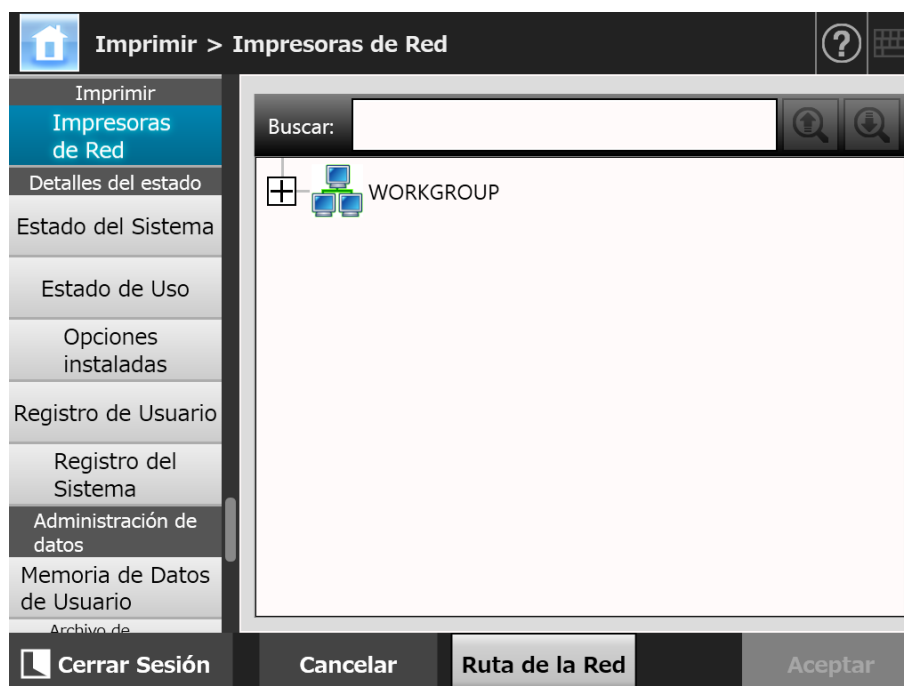 Imprimir > Impresoras de Red
?
Imprimir
Impresoras
de Red
Detalles del estado
Estado del Sistema
Estado de Uso
Opciones
instaladas
Registro de Usuario
Registro del
Sistema
Administración de
datos
Memoria de Datos
de Usuario
Archivo de
Buscar:
WORKGROUP
Cerrar Sesión
Cancelar
Ruta de la Red
Aceptar